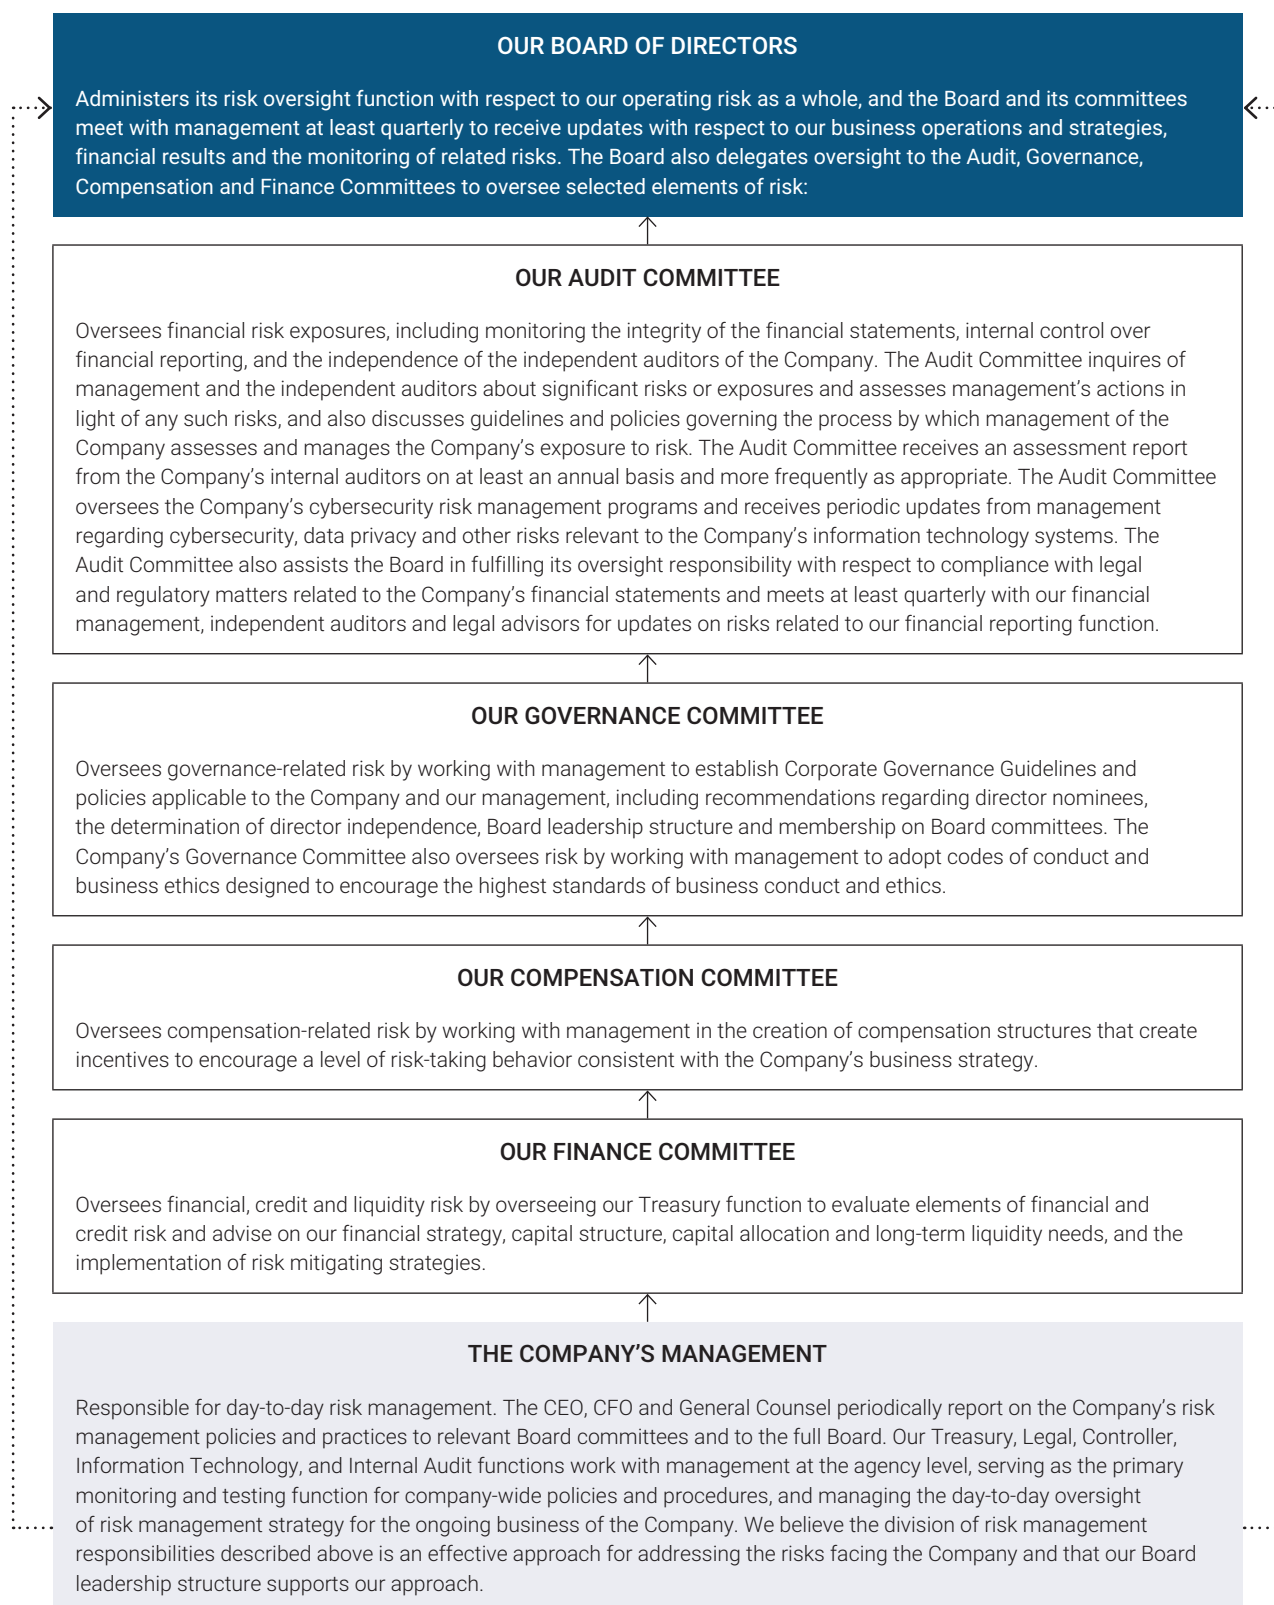 OUR BOARD OF DIRECTORS
Administers its risk oversight function with respect to our operating risk as a whole, and the Board and its committees
meet with management at least quarterly to receive updates with respect to our business operations and strategies,
financial results and the monitoring of related risks. The Board also delegates oversight to the Audit, Governance,
Compensation and Finance Committees to oversee selected elements of risk:
OUR AUDIT COMMITTEE
Oversees financial risk exposures, including monitoring the integrity of the financial statements, internal control over
financial reporting, and the independence of the independent auditors of the Company. The Audit Committee inquires of
management and the independent auditors about significant risks or exposures and assesses management's actions in
light of any such risks, and also discusses guidelines and policies governing the process by which management of the
Company assesses and manages the Company's exposure to risk. The Audit Committee receives an assessment report
from the Company's internal auditors on at least an annual basis and more frequently as appropriate. The Audit Committee
oversees the Company's cybersecurity risk management programs and receives periodic updates from management
regarding cybersecurity, data privacy and other risks relevant to the Company's information technology systems. The
Audit Committee also assists the Board in fulfilling its oversight responsibility with respect to compliance with legal
and regulatory matters related to the Company's financial statements and meets at least quarterly with our financial
management, independent auditors and legal advisors for updates on risks related to our financial reporting function.
OUR GOVERNANCE COMMITTEE
Oversees governance-related risk by working with management to establish Corporate Governance Guidelines and
policies applicable to the Company and our management, including recommendations regarding director nominees,
the determination of director independence, Board leadership structure and membership on Board committees. The
Company's Governance Committee also oversees risk by working with management to adopt codes of conduct and
business ethics designed to encourage the highest standards of business conduct and ethics.
OUR COMPENSATION COMMITTEE
Oversees compensation-related risk by working with management in the creation of compensation structures that create
incentives to encourage a level of risk-taking behavior consistent with the Company's business strategy.
OUR FINANCE COMMITTEE
Oversees financial, credit and liquidity risk by overseeing our Treasury function to evaluate elements of financial and
credit risk and advise on our financial strategy, capital structure, capital allocation and long-term liquidity needs, and the
implementation of risk mitigating strategies.
THE COMPANY'S MANAGEMENT
Responsible for day-to-day risk management. The CEO, CFO and General Counsel periodically report on the Company's risk
management policies and practices to relevant Board committees and to the full Board. Our Treasury, Legal, Controller,
Information Technology, and Internal Audit functions work with management at the agency level, serving as the primary
monitoring and testing function for company-wide policies and procedures, and managing the day-to-day oversight
of risk management strategy for the ongoing business of the Company. We believe the division of risk management
responsibilities described above is an effective approach for addressing the risks facing the Company and that our Board
leadership structure supports our approach.